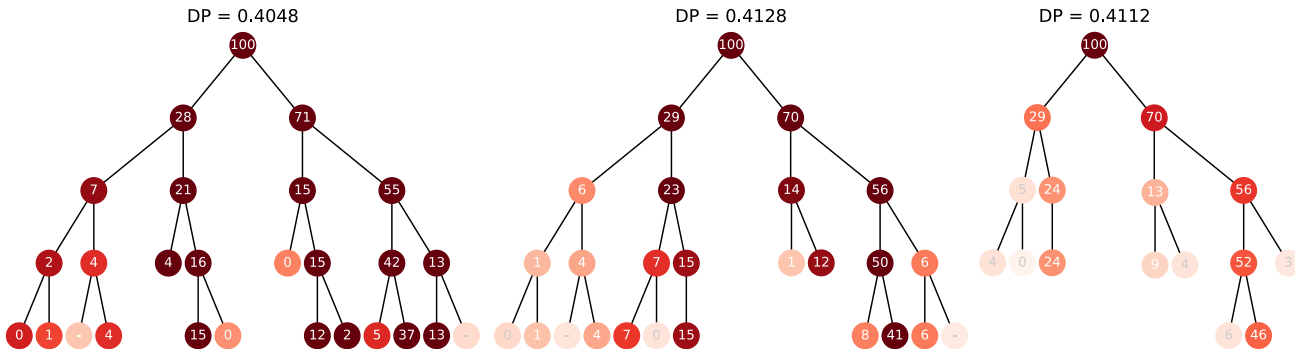 DP = 0.4048 DP = 0.4128 DP = 0.4112
100 100 100
28 71 29 70 29 70
7 21 15 55 6 23 14 56 5 24 13 56
2 4 4 16 0 15 42 13 1 4 7 15 1 12 50 6 4 0 24 9 4 52 3
0 1 - 4 15 0 12 2 5 37 13 - 0 1 - 4 7 0 15 8 41 6 - 6 46